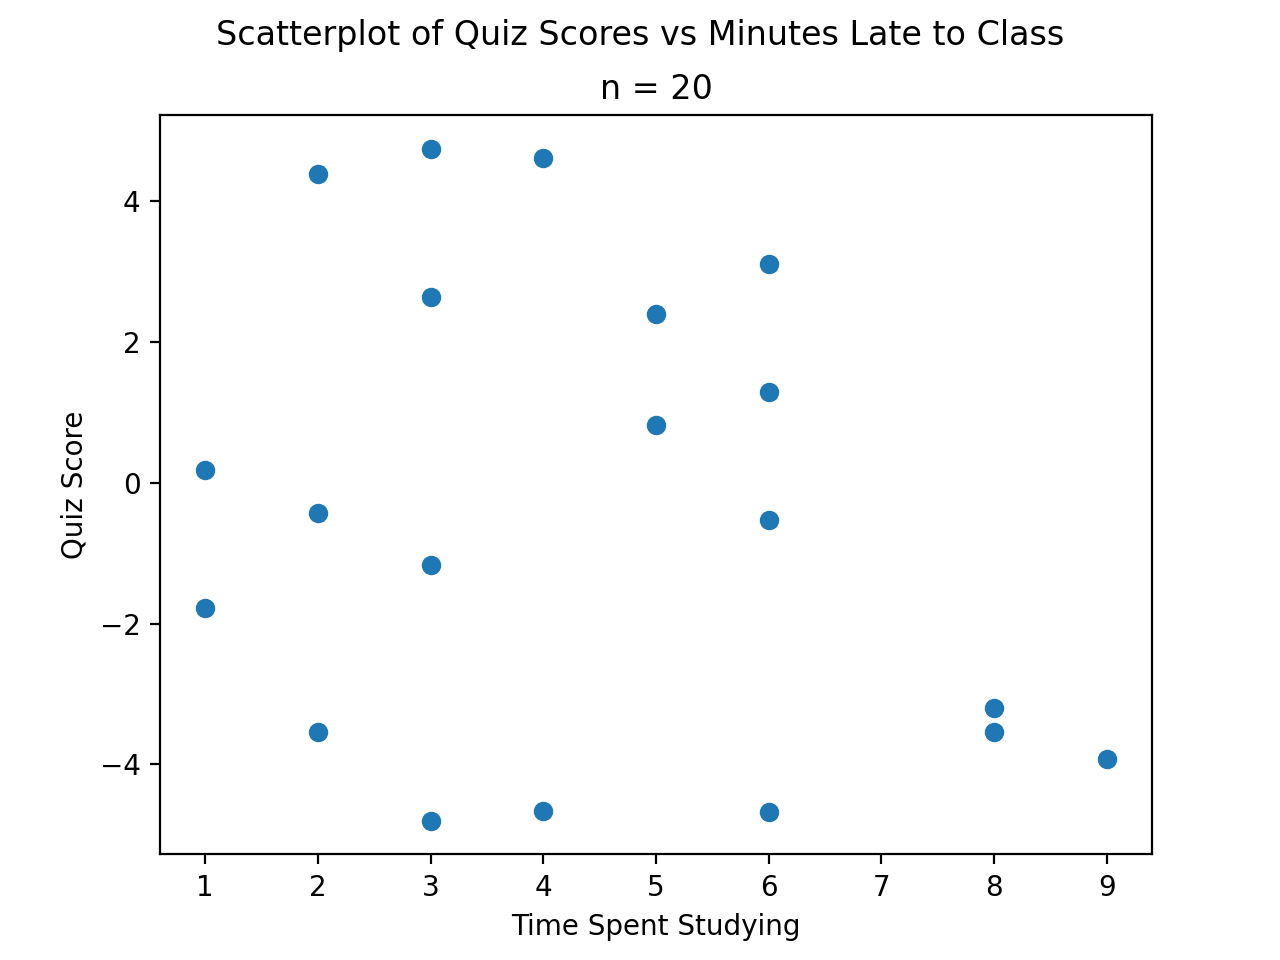 Scatterplot of Quiz Scores vs Minutes Late to Class
n = 20
4
2
0
−2
−4
Quiz Score
1 2 3 4 5 6 7 8 9
Time Spent Studying